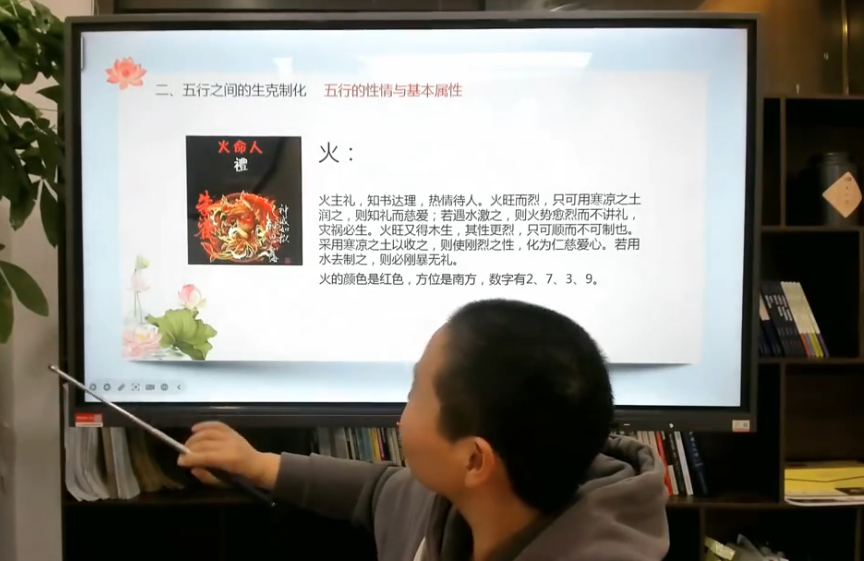 二、五行之间的生克制化 五行的性情与基本属性
火命人
禮
火：
火主礼，知书达理，热情待人。火旺而烈，只可用寒凉之土
润之，则知礼而慈爱；若遇水激之，则火势愈烈而不讲礼，
灾祸必生。火旺又得木生，其性更烈，只可顺而不可制也。
采用寒凉之土以收之，则使刚烈之性，化为仁慈爱心。若用
水去制之，则必刚暴无礼。
火的颜色是红色，方位是南方，数字有2、7、3、9。